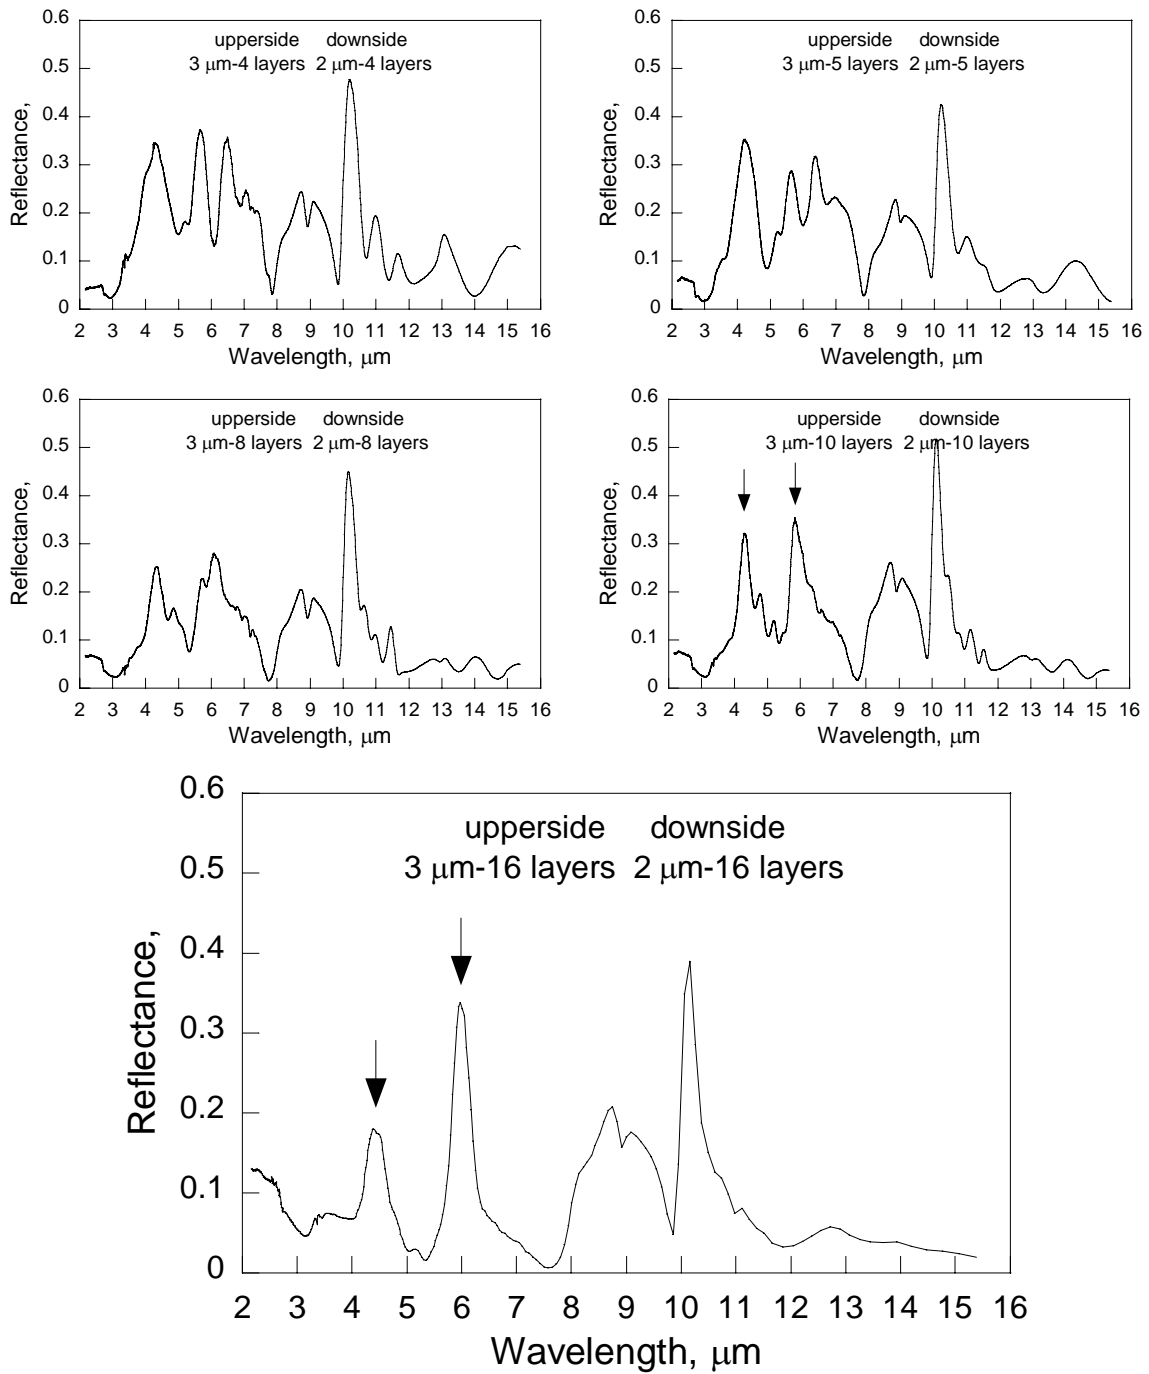 0.6
0.5
0.4
0.3
0.2
0.1
0
Reflectance,
upperside downside
3 μm-4 layers 2 μm-4 layers
2 3 4 5 6 7 8 9 10 11 12 13 14 15 16
Wavelength, μm
0.6
0.5
0.4
0.3
0.2
0.1
0
Reflectance,
upperside downside
3 μm-5 layers 2 μm-5 layers
2 3 4 5 6 7 8 9 10 11 12 13 14 15 16
Wavelength, μm
0.6
0.5
0.4
0.3
0.2
0.1
0
Reflectance,
upperside downside
3 μm-8 layers 2 μm-8 layers
2 3 4 5 6 7 8 9 10 11 12 13 14 15 16
Wavelength, μm
0.6
0.5
0.4
0.3
0.2
0.1
0
Reflectance,
upperside downside
3 μm-10 layers 2 μm-10 layers
2 3 4 5 6 7 8 9 10 11 12 13 14 15 16
Wavelength, μm
0.6
0.5
0.4
0.3
0.2
0.1
0
Reflectance,
upperside downside
3 μm-16 layers 2 μm-16 layers
2 3 4 5 6 7 8 9 10 11 12 13 14 15 16
Wavelength, μm